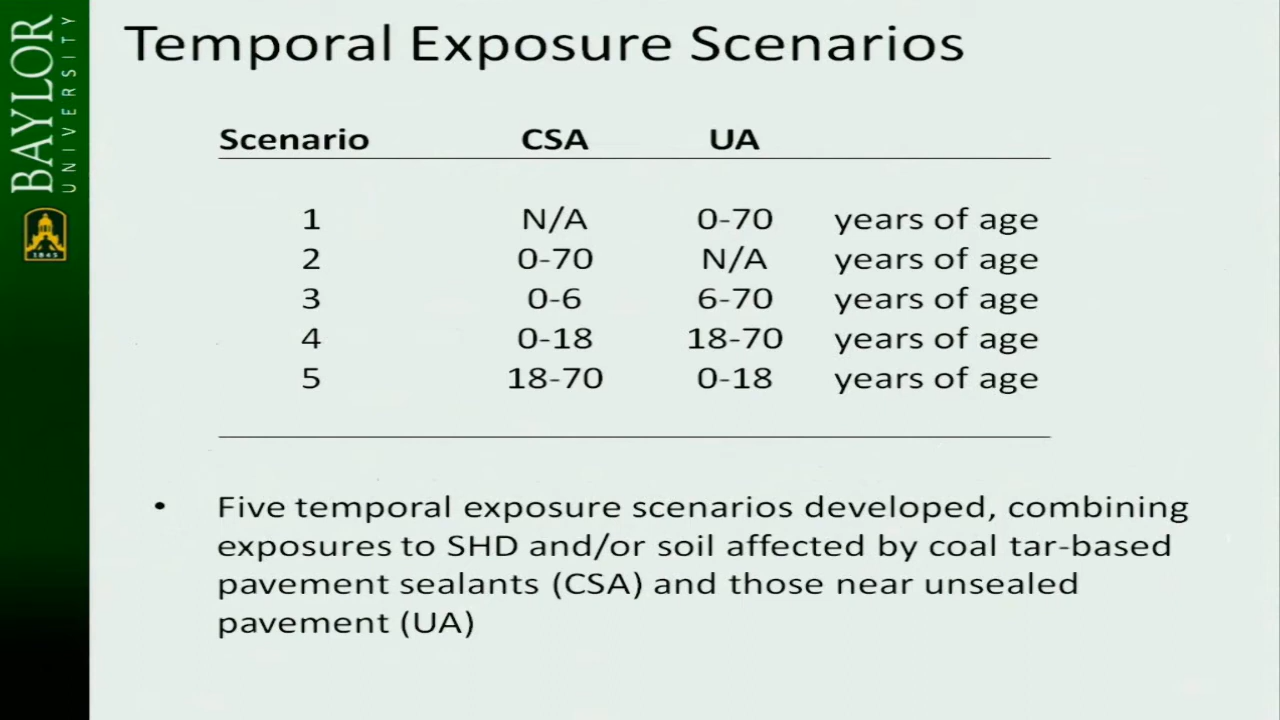 BAYLOR
UNIVERSITY
1845
Temporal Exposure Scenarios
Scenario CSA UA
1 N/A 0-70 years of age
2 0-70 N/A years of age
3 0-6 6-70 years of age
4 0-18 18-70 years of age
5 18-70 0-18 years of age
• Five temporal exposure scenarios developed, combining
exposures to SHD and/or soil affected by coal tar-based
pavement sealants (CSA) and those near unsealed
pavement (UA)